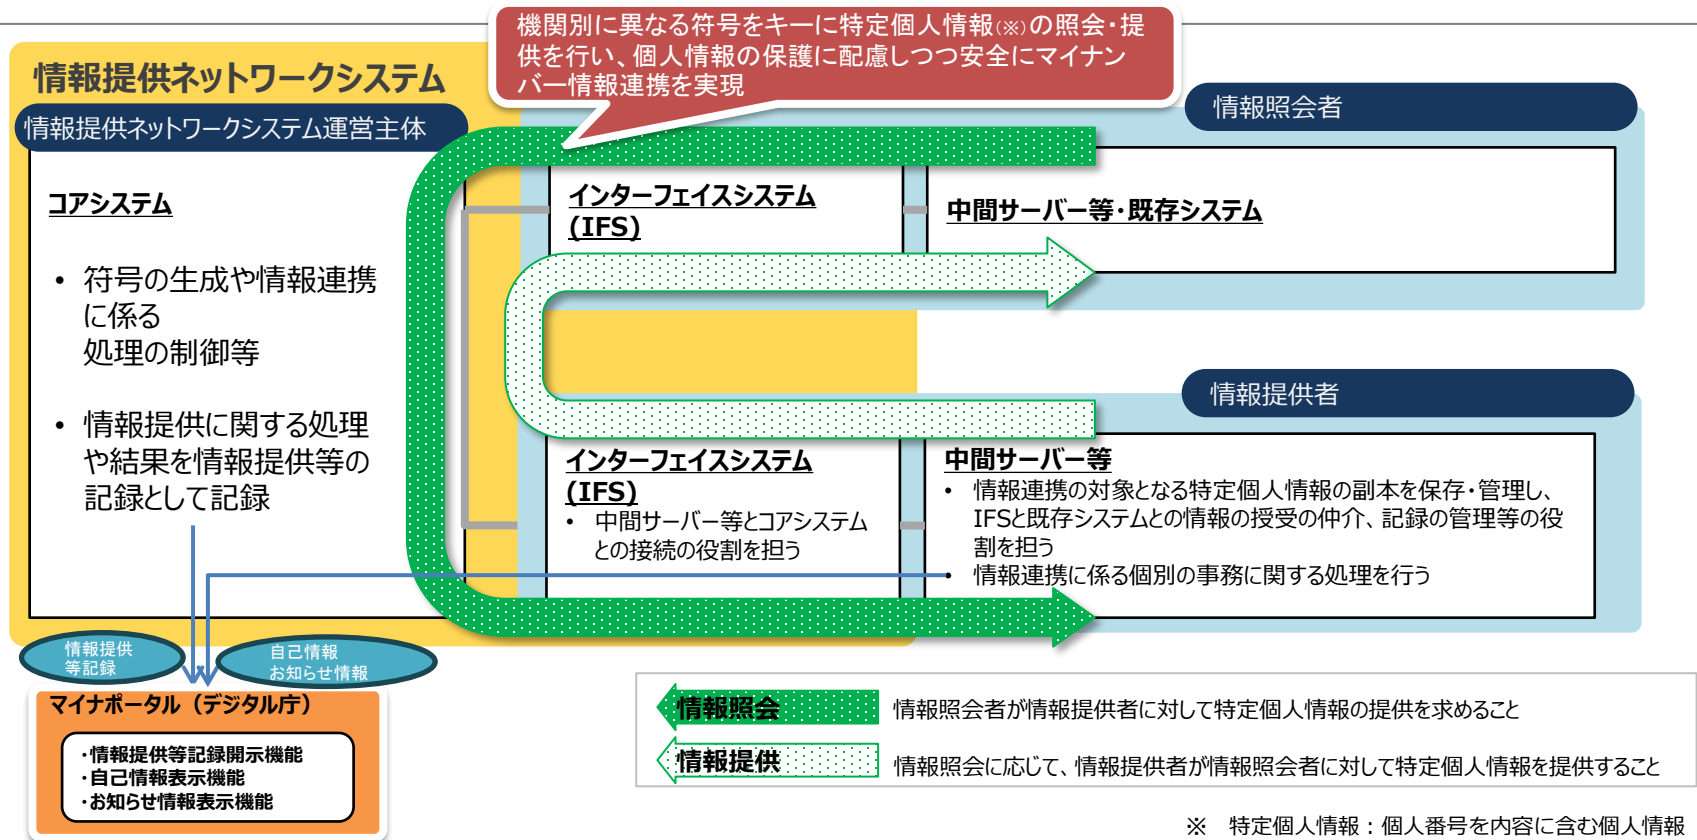 機関別に異なる符号をキーに特定個人情報(※)の照会・提
供を行い、個人情報の保護に配慮しつつ安全にマイナン
バー情報連携を実現
情報提供ネットワークシステム
情報提供ネットワークシステム運営主体
コアシステム
• 符号の生成や情報連携
に係る
処理の制御等
• 情報提供に関する処理
や結果を情報提供等の
記録として記録
情報照会者
インターフェイスシステム
(IFS)
中間サーバー等・既存システム
情報提供者
インターフェイスシステム
(IFS)
• 中間サーバー等とコアシステム
との接続の役割を担う
中間サーバー等
• 情報連携の対象となる特定個人情報の副本を保存・管理し、
IFSと既存システムとの情報の授受の仲介、記録の管理等の役
割を担う
• 情報連携に係る個別の事務に関する処理を行う
情報提供
等記録
自己情報
お知らせ情報
マイナポータル（デジタル庁）
・情報提供等記録開示機能
・自己情報表示機能
・お知らせ情報表示機能
情報照会
情報照会者が情報提供者に対して特定個人情報の提供を求めること
情報提供
情報照会に応じて、情報提供者が情報照会者に対して特定個人情報を提供すること
※　特定個人情報：個人番号を内容に含む個人情報